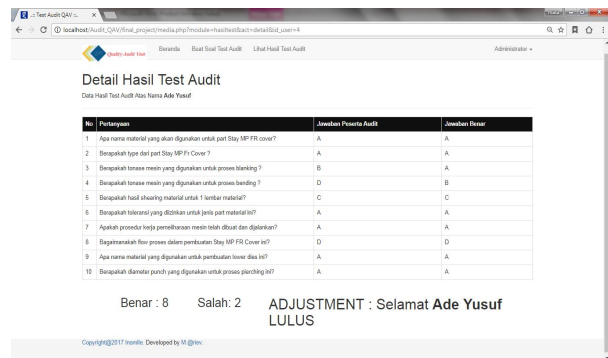 .:: Test Audit QAV ::.
localhost/Audit_QAV/final_project/media.php?module=hasiltest&act=detail&id_user=4
Quality Audit Visit Beranda Buat Soal Test Audit Lihat Hasil Test Audit Administrator
Detail Hasil Test Audit
Data Hasil Test Audit Atas Nama Ade Yusuf
No Pertanyaan Jawaban Peserta Audit Jawaban Benar
1 Apa nama material yang akan digunakan untuk part Stay MP FR cover? A A
2 Berapakah type dari part Stay MP Fr Cover ? A A
3 Berapakah tonase mesin yang digunakan untuk proses blanking ? B A
4 Berapakah tonase mesin yang digunakan untuk proses bending ? D B
5 Berapakah hasil shearing material untuk 1 lembar material? C C
6 Berapakah toleransi yang diizinkan untuk jenis part material ini? A A
7 Apakah prosedur kerja pemeliharaan mesin telah dibuat dan dijalankan? A A
8 Bagaimanakah flow proses dalam pembuatan Stay MP FR Cover ini? D D
9 Apa nama material yang digunakan untuk pembuatan lower dies ini? A A
10 Berapakah diameter punch yang digunakan untuk proses pierching ini? A A
Benar : 8 Salah: 2 ADJUSTMENT : Selamat Ade Yusuf
LULUS
Copyright@2017 Inomile. Developed by M.@riev.